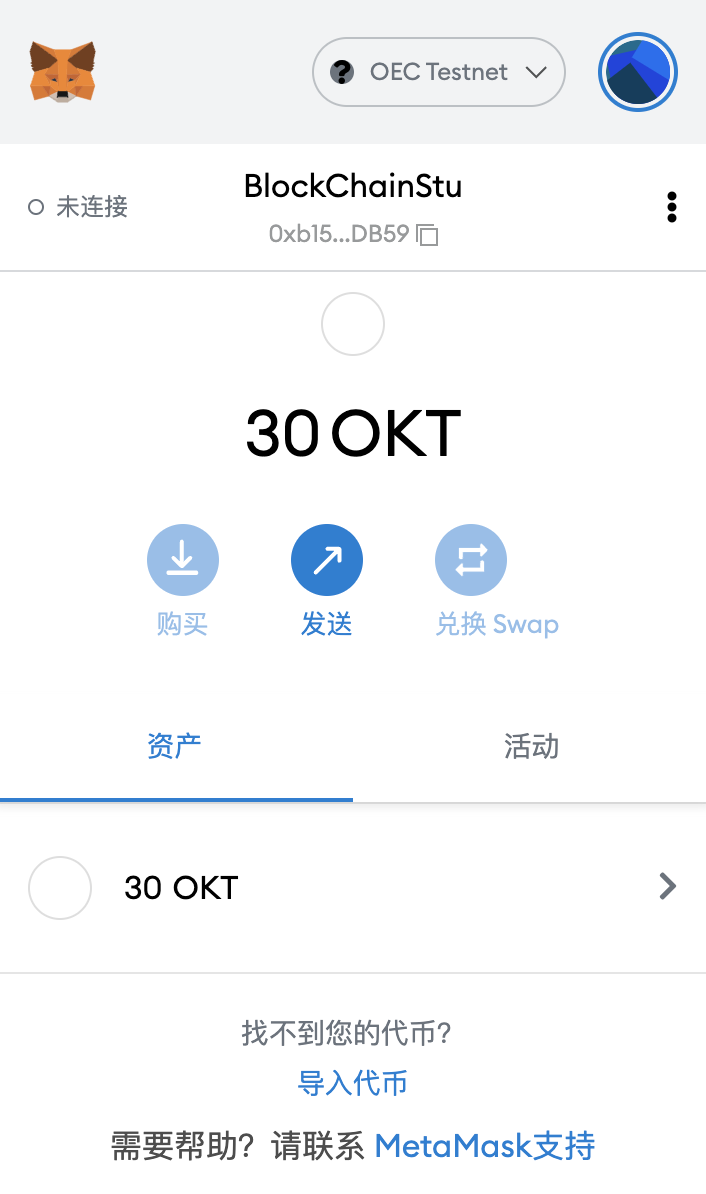 OEC Testnet
未连接
BlockChainStu
0xb15...DB59
30 OKT
购买
发送
兑换 Swap
资产
活动
30 OKT
找不到您的代币?
导入代币
需要帮助？请联系 MetaMask支持